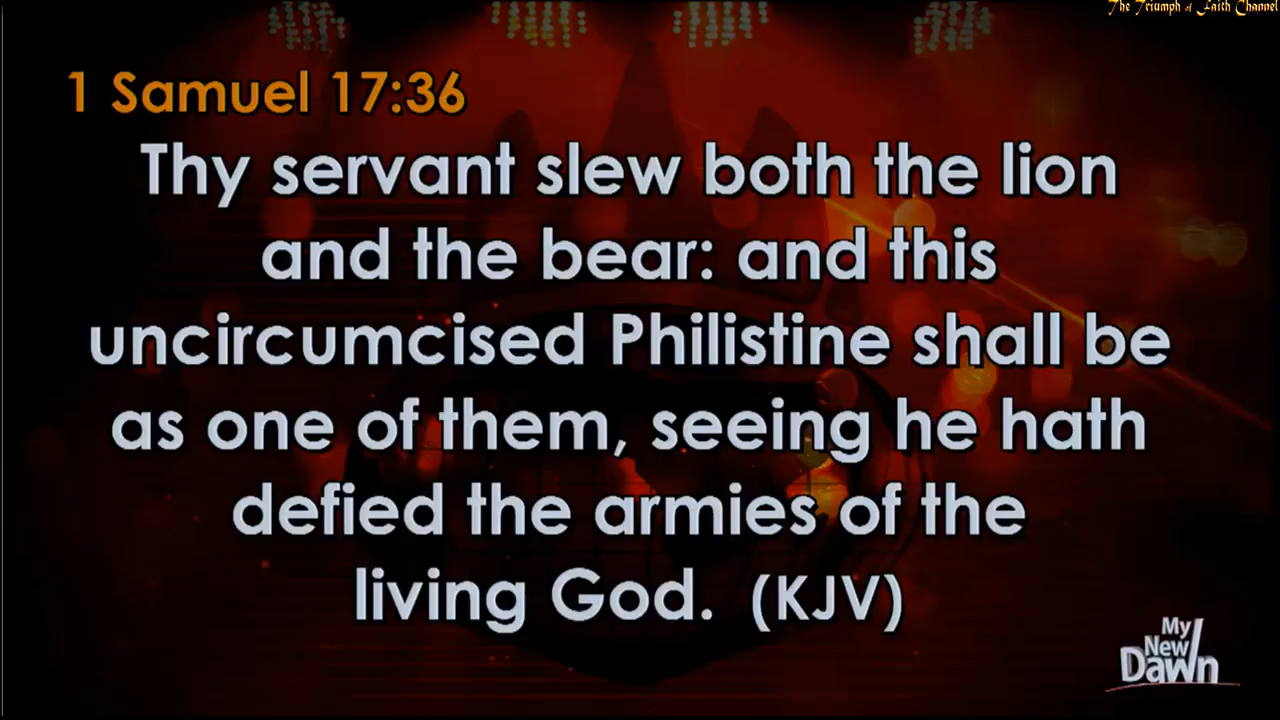 The Triumph of Faith Channel
1 Samuel 17:36
Thy servant slew both the lion
and the bear: and this
uncircumcised Philistine shall be
as one of them, seeing he hath
defied the armies of the
living God. (KJV)
My
New
Dawn